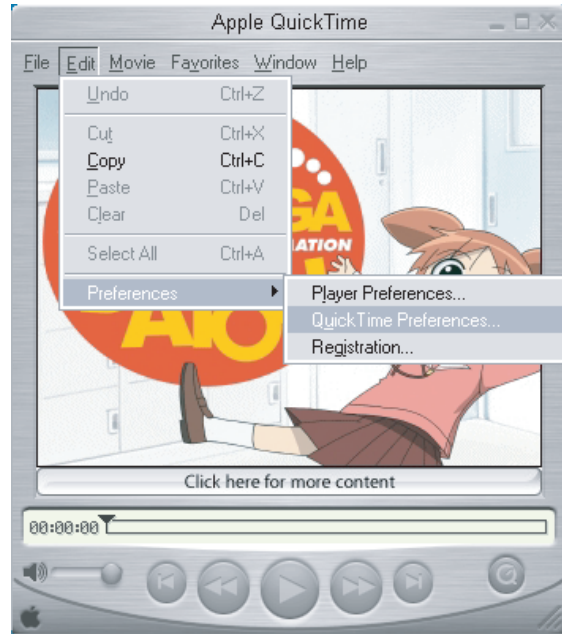 Apple QuickTime
File Edit Movie Favorites Window Help
Undo Ctrl+Z
Cut Ctrl+X
Copy Ctrl+C
Paste Ctrl+V
Clear Del
Select All Ctrl+A
Preferences
Player Preferences...
QuickTime Preferences...
Registration...
GA
ATION
DAIO
Click here for more content
00:00:00